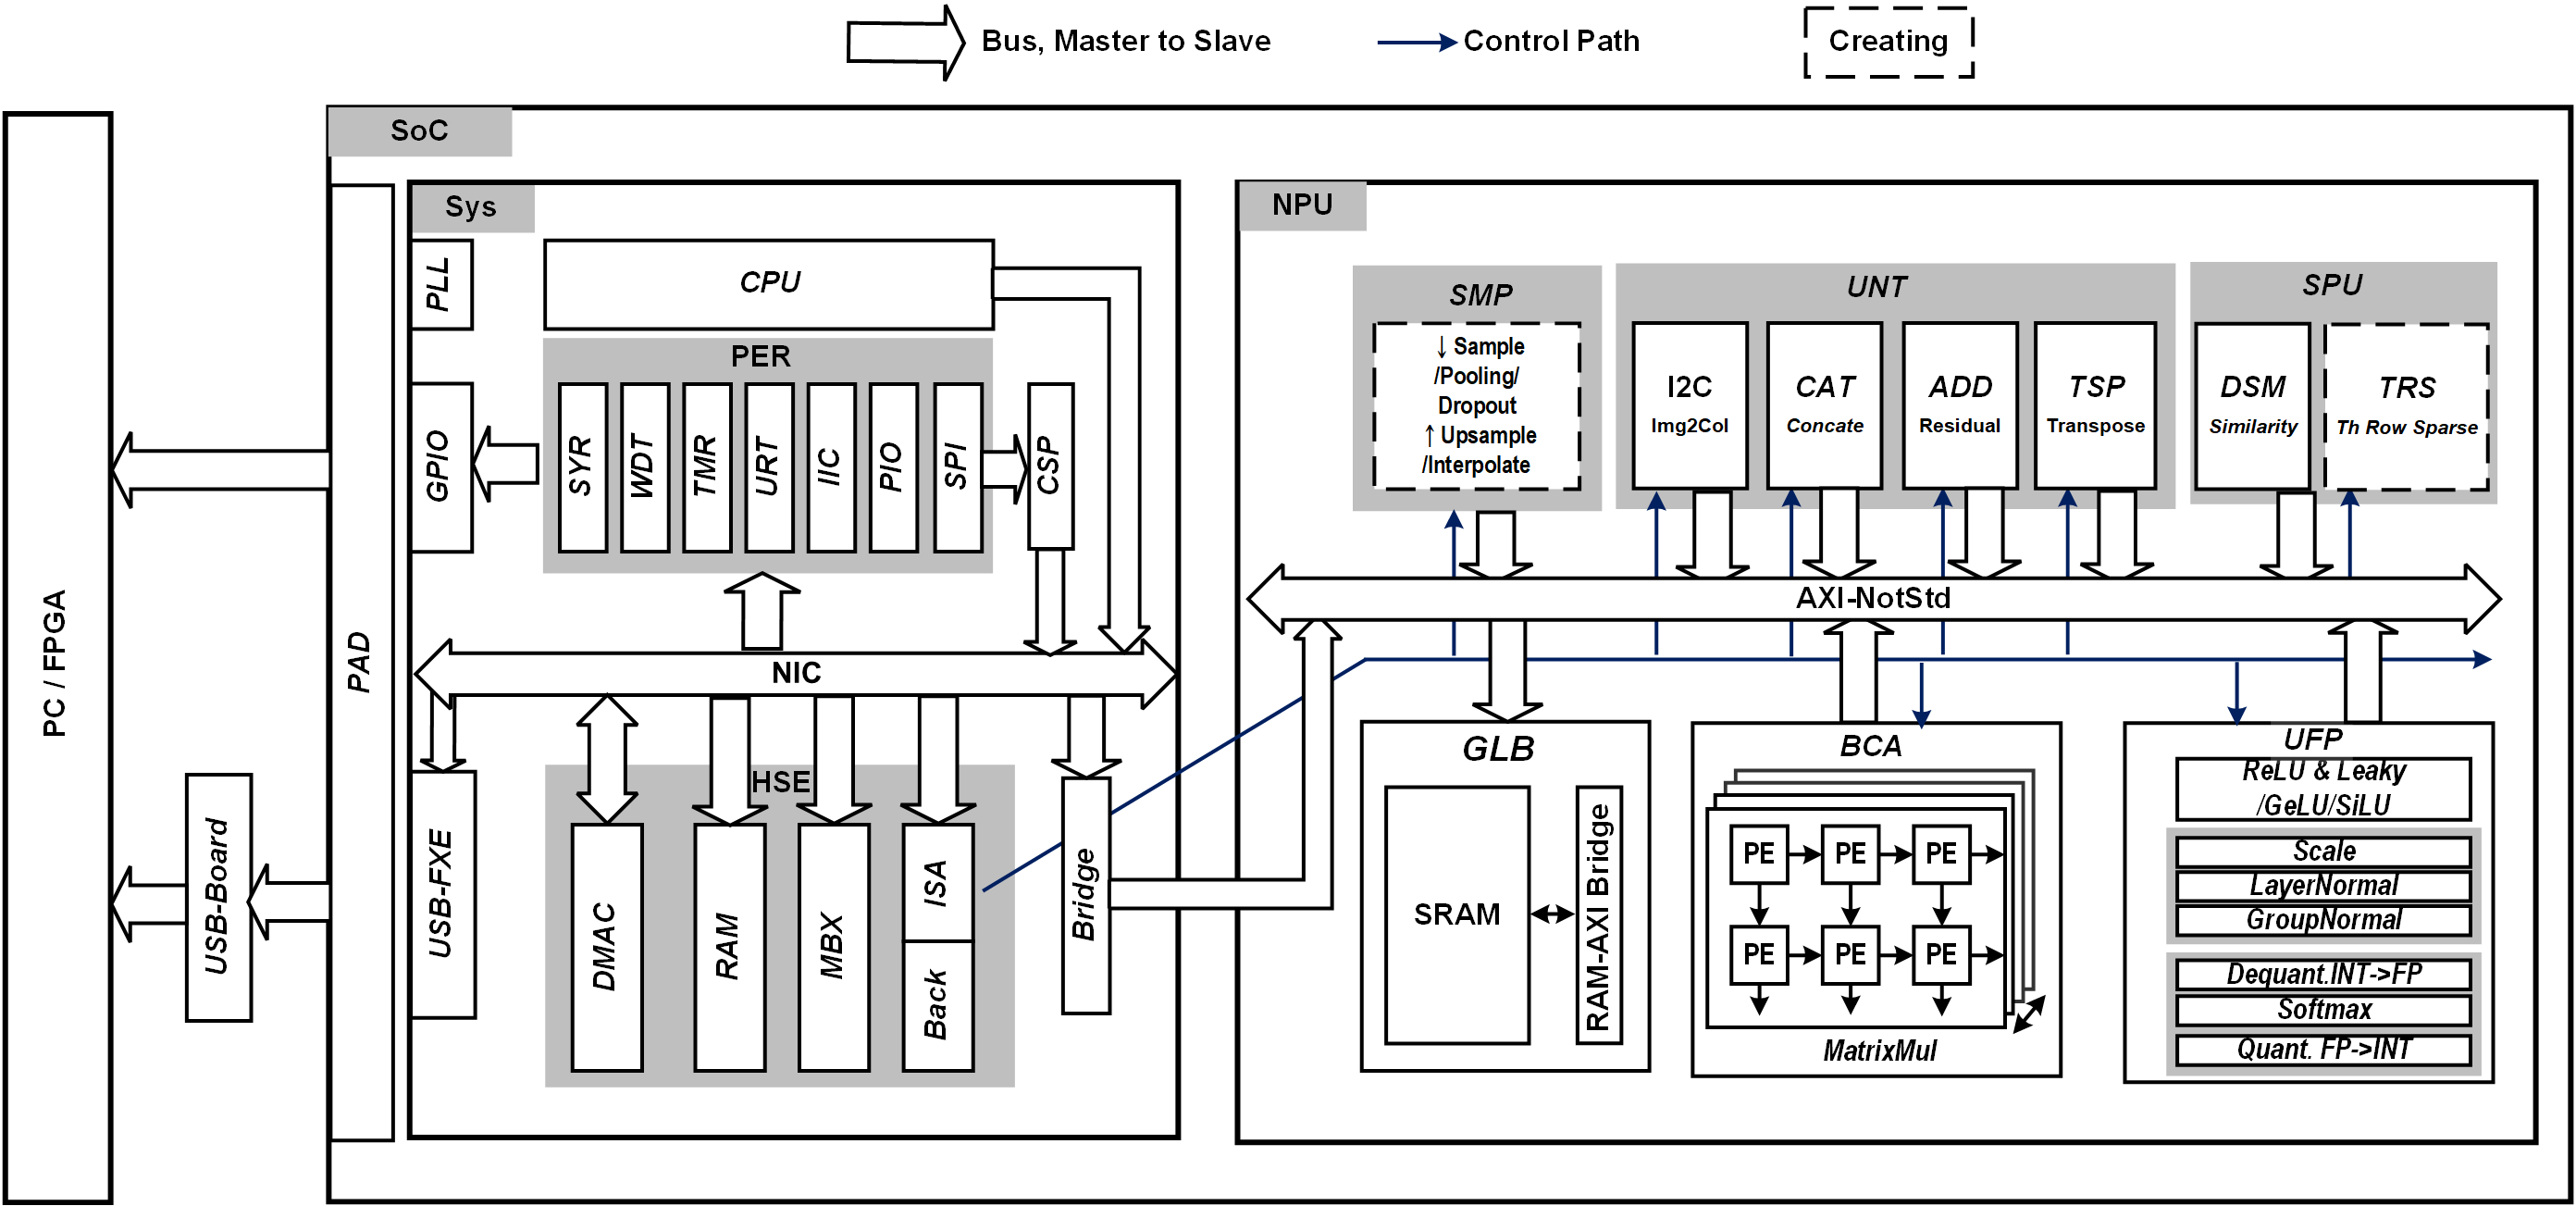 Bus, Master to Slave
Control Path
Creating
SoC
Sys
NPU
PC / FPGA
PAD
USB-Board
PLL
GPIO
USB-FXE
CPU
PER
SYR
WDT
TMR
URT
IIC
PIO
SPI
CSP
NIC
HSE
DMAC
RAM
MBX
ISA
Back
Bridge
SMP
↓ Sample
/Pooling/
Dropout
↑ Upsample
/Interpolate
UNT
I2C
Img2Col
CAT
Concate
ADD
Residual
TSP
Transpose
SPU
DSM
Similarity
TRS
Th Row Sparse
AXI-NotStd
GLB
SRAM
RAM-AXI Bridge
BCA
PE
PE
PE
PE
PE
PE
MatrixMul
UFP
ReLU & Leaky
/GeLU/SiLU
Scale
LayerNormal
GroupNormal
Dequant.INT->FP
Softmax
Quant. FP->INT